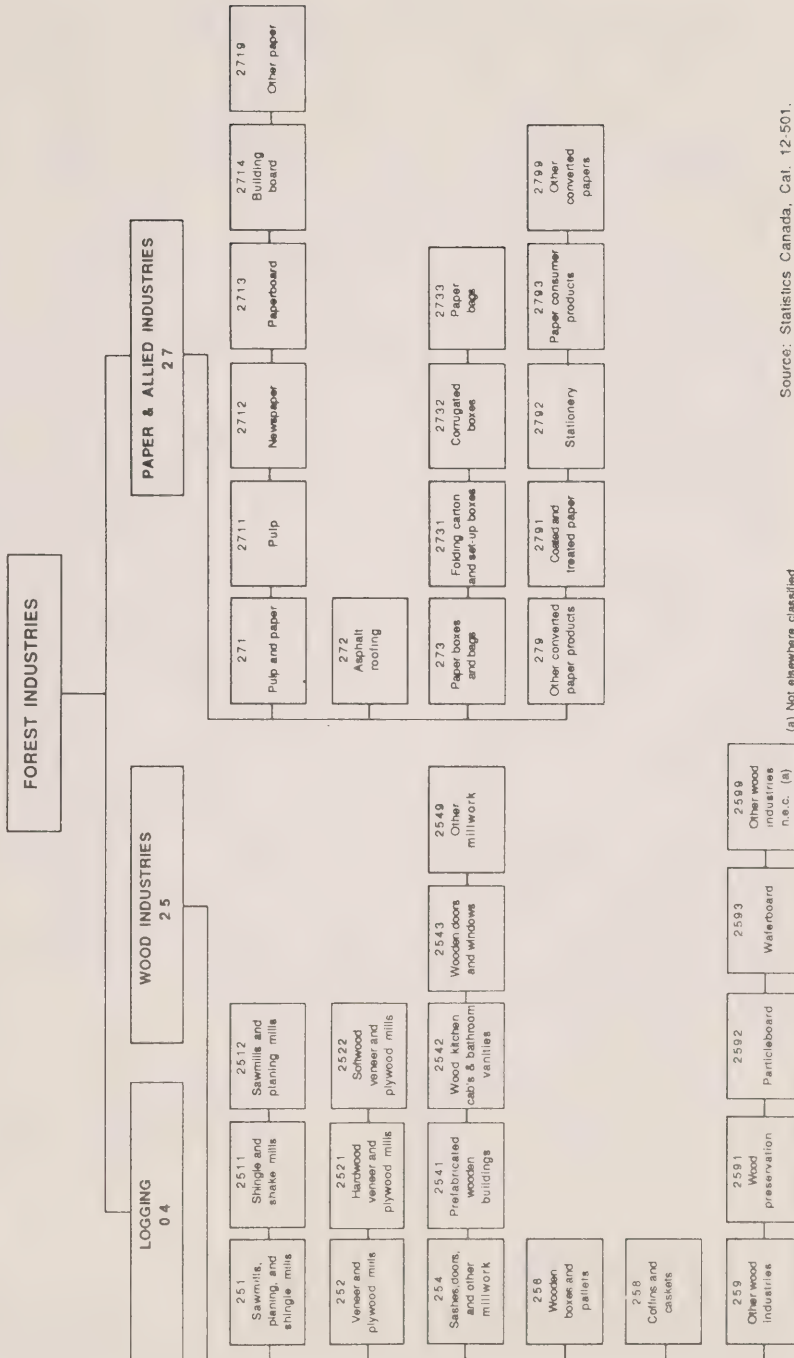 FOREST INDUSTRIES
LOGGING
04
WOOD INDUSTRIES
25
PAPER & ALLIED INDUSTRIES
27
251
Sawmills,
planing, and
shingle mills
2511
Shingle and
shake mills
2512
Sawmills and
planing mills
252
Veneer and
plywood mills
2521
Hardwood
veneer and
plywood mills
2522
Softwood
veneer and
plywood mills
254
Sashes, doors,
and other
millwork
2541
Prefabricated
wooden
buildings
2542
Wood kitchen
cab's & bathroom
vanities
2543
Wooden doors
and windows
2549
Other
millwork
256
Wooden
boxes and
pallets
258
Coffins and
caskets
259
Other wood
industries
2591
Wood
preservation
2592
Particleboard
2593
Waferboard
2599
Other wood
industries
n.e.c. (a)
271
Pulp and paper
2711
Pulp
2712
Newspaper
2713
Paperboard
2714
Building
board
2719
Other paper
272
Asphalt
roofing
273
Paper boxes
and bags
2731
Folding carton
and set-up boxes
2732
Corrugated
boxes
2733
Paper
bags
279
Other converted
paper products
2791
Coated and
treated paper
2792
Stationery
2793
Paper consumer
products
2799
Other
converted
papers
(a) Not elsewhere classified
Source: Statistics Canada, Cat. 12-501.